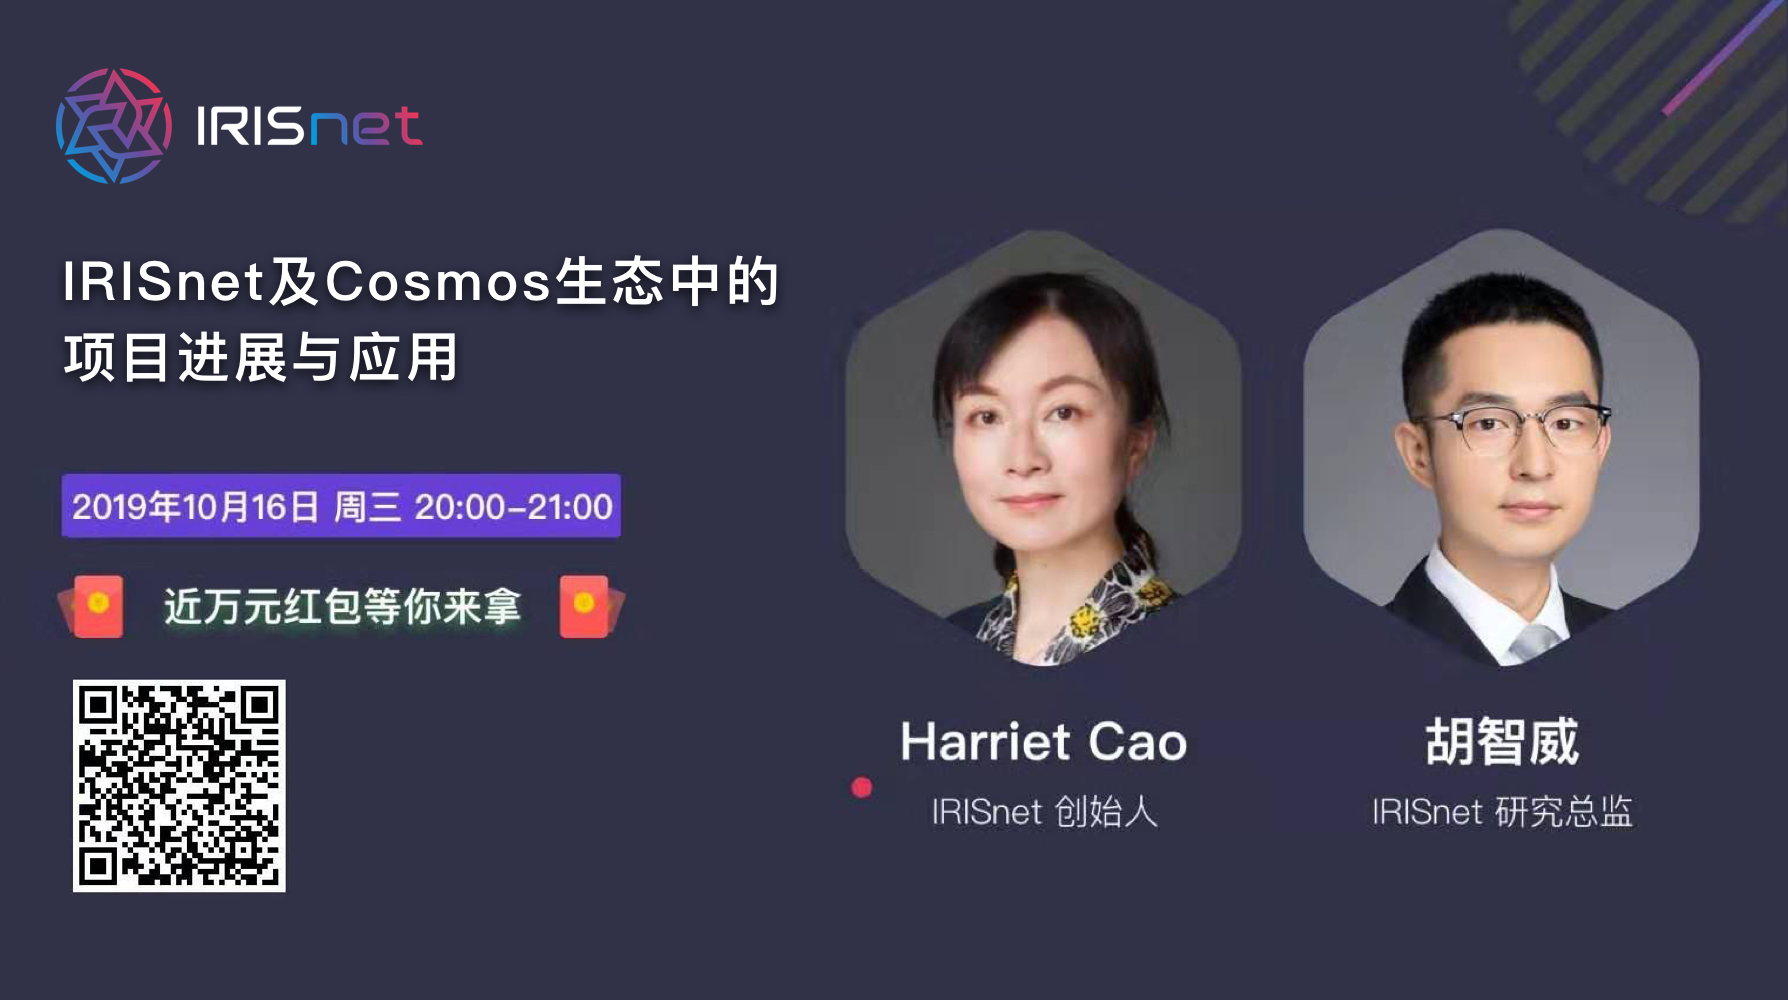 IRISnet
IRISnet及Cosmos生态中的
项目进展与应用
2019年10月16日 周三 20:00-21:00
近万元红包等你来拿
Harriet Cao
IRISnet 创始人
胡智威
IRISnet 研究总监